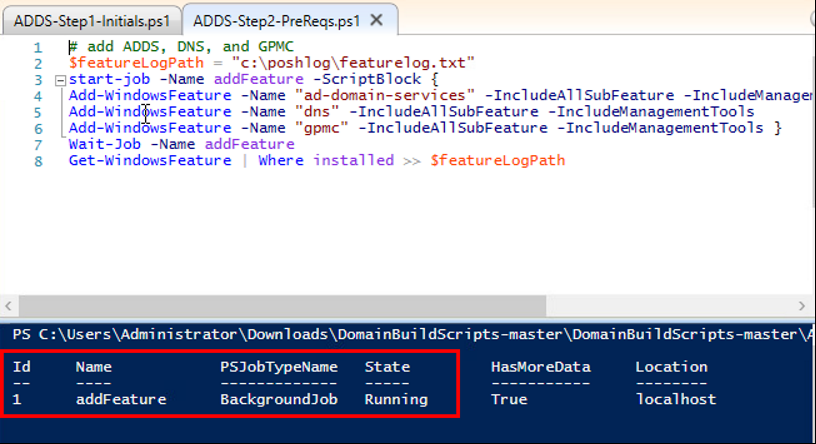 ADDS-Step1-Initials.ps1 ADDS-Step2-PreReqs.ps1 X
1 # add ADDS, DNS, and GPMC
2 $featureLogPath = "c:\poshlog\featurelog.txt"
3 start-job -Name addFeature -ScriptBlock {
4 Add-WindowsFeature -Name "ad-domain-services" -IncludeAllSubFeature -IncludeManager
5 Add-WindowsFeature -Name "dns" -IncludeAllSubFeature -IncludeManagementTools
6 Add-WindowsFeature -Name "gpmc" -IncludeAllSubFeature -IncludeManagementTools }
7 Wait-Job -Name addFeature
8 Get-WindowsFeature | Where installed >> $featureLogPath
PS C:\Users\Administrator\Downloads\DomainBuildScripts-master\DomainBuildScripts-master\A
Id Name PSJobTypeName State HasMoreData Location
-- ---- ------------- ----- ----------- --------
1 addFeature BackgroundJob Running True localhost